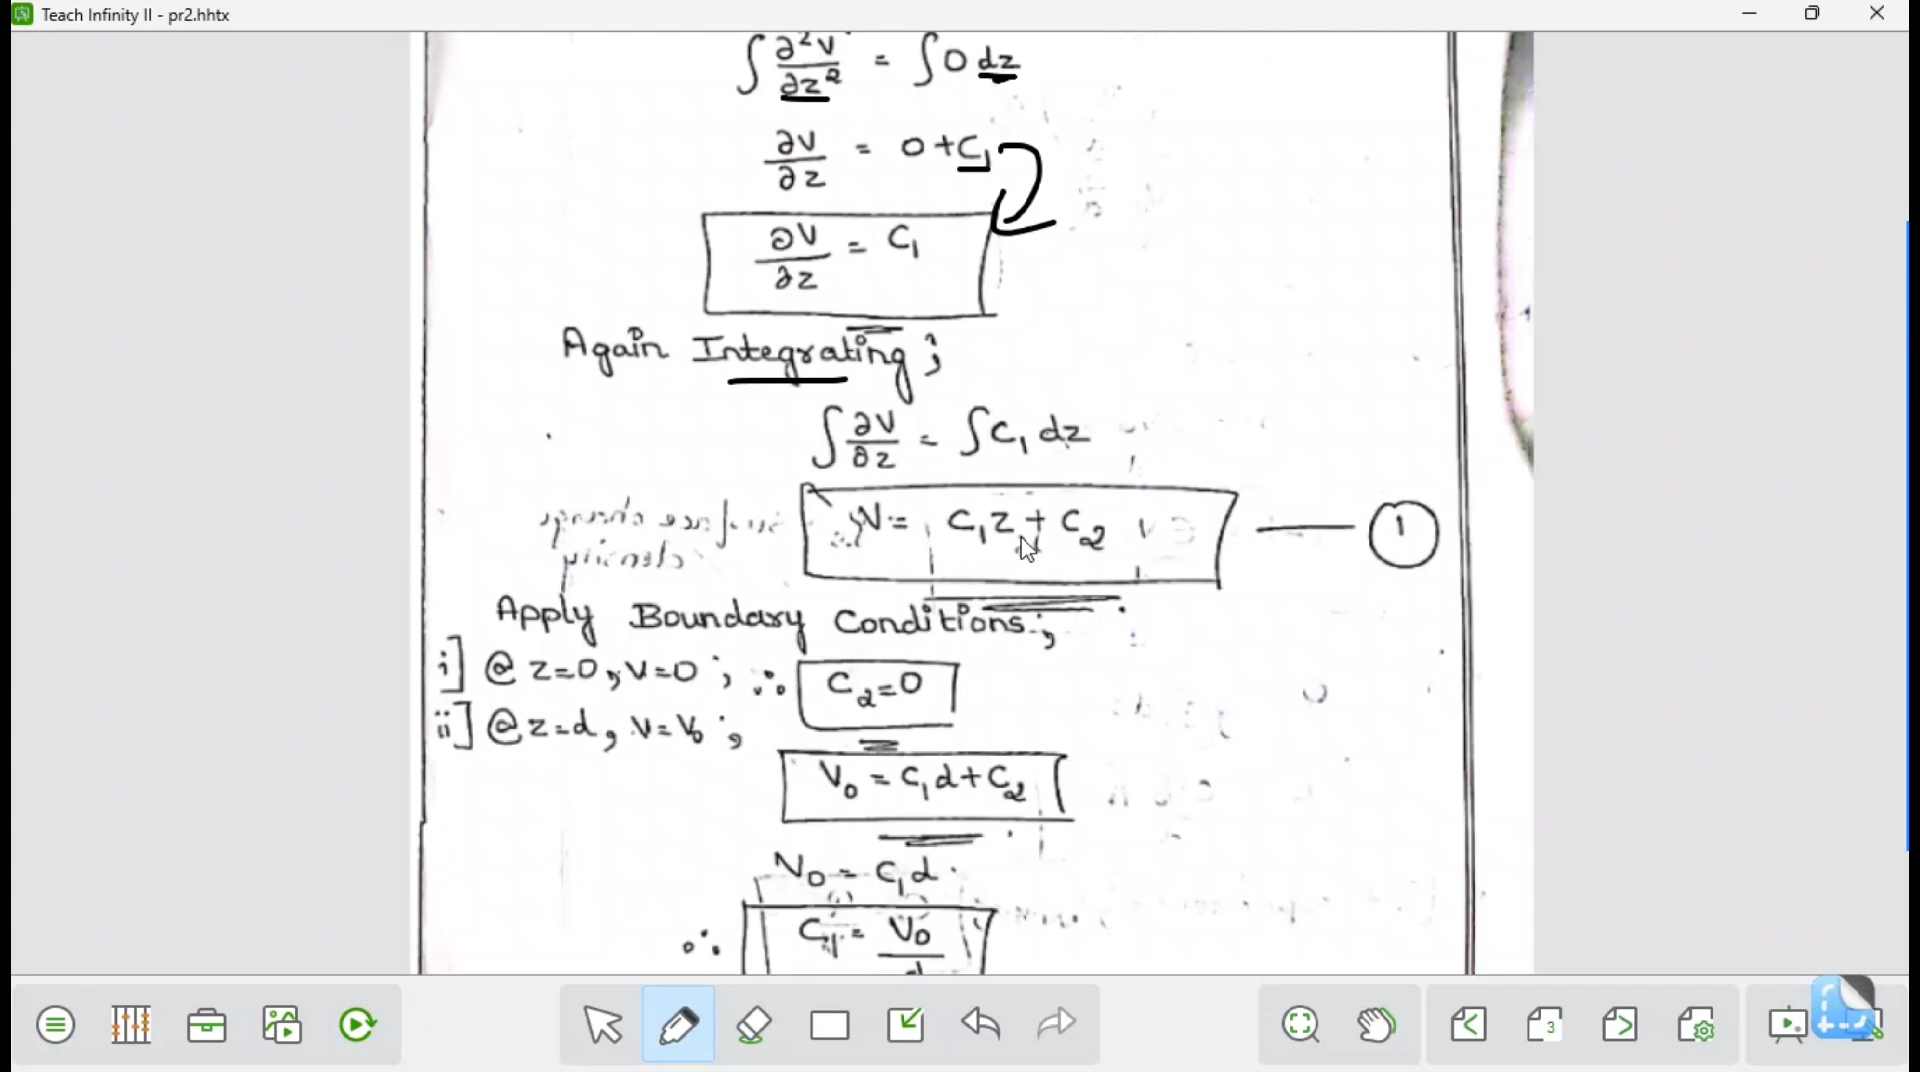 Teach Infinity II - pr2.hhtx
∫ ∂²V/∂z² = ∫0 dz
∂V/∂z = 0 + C₁
∂V/∂z = C₁
Again Integrating;
∫ ∂V/∂z = ∫C₁ dz
V = C₁z + C₂ — 1
Apply Boundary Conditions;
i] @ z=0, V=0; ∴ C₂=0
ii] @ z=d, V=V₀;
V₀ = C₁d + C₂
V₀ = C₁d
∴ C₁ = V₀/d
3